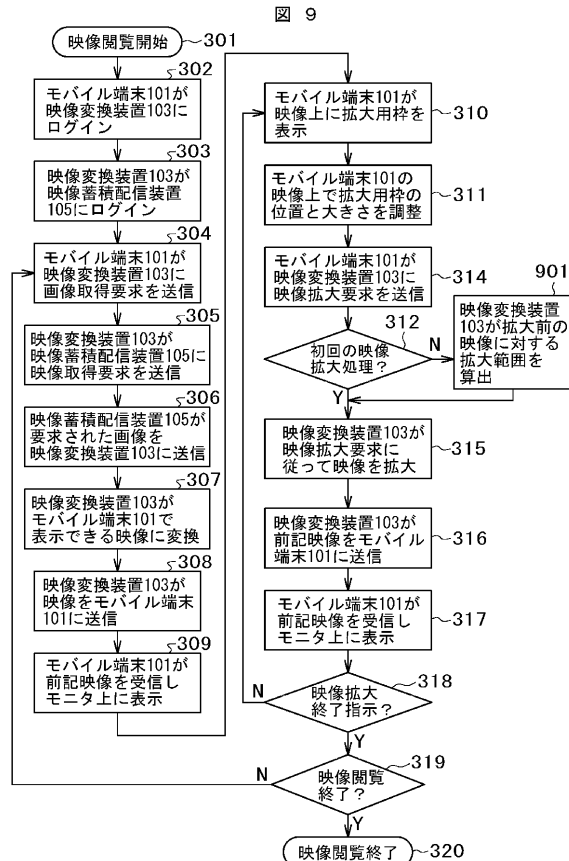 図 9
映像閲覧開始
301
302
モバイル端末101が
映像変換装置103に
ログイン
303
映像変換装置103が
映像蓄積配信装置
105にログイン
304
モバイル端末101が
映像変換装置103に
画像取得要求を送信
305
映像変換装置103が
映像蓄積配信装置105に
映像取得要求を送信
306
映像蓄積配信装置105が
要求された画像を
映像変換装置103に送信
307
映像変換装置103が
モバイル端末101で
表示できる映像に変換
308
映像変換装置103が
映像をモバイル端末
101に送信
309
モバイル端末101が
前記映像を受信し
モニタ上に表示
310
モバイル端末101が
映像上に拡大用枠を
表示
311
モバイル端末101の
映像上で拡大用枠の
位置と大きさを調整
314
モバイル端末101が
映像変換装置103に
映像拡大要求を送信
312
初回の映像
拡大処理?
N
Y
901
映像変換装置
103が拡大前の
映像に対する
拡大範囲を
算出
315
映像変換装置103が
映像拡大要求に
従って映像を拡大
316
映像変換装置103が
前記映像をモバイル
端末101に送信
317
モバイル端末101が
前記映像を受信し
モニタ上に表示
318
映像拡大
終了指示?
N
Y
319
映像閲覧
終了?
N
Y
映像閲覧終了
320